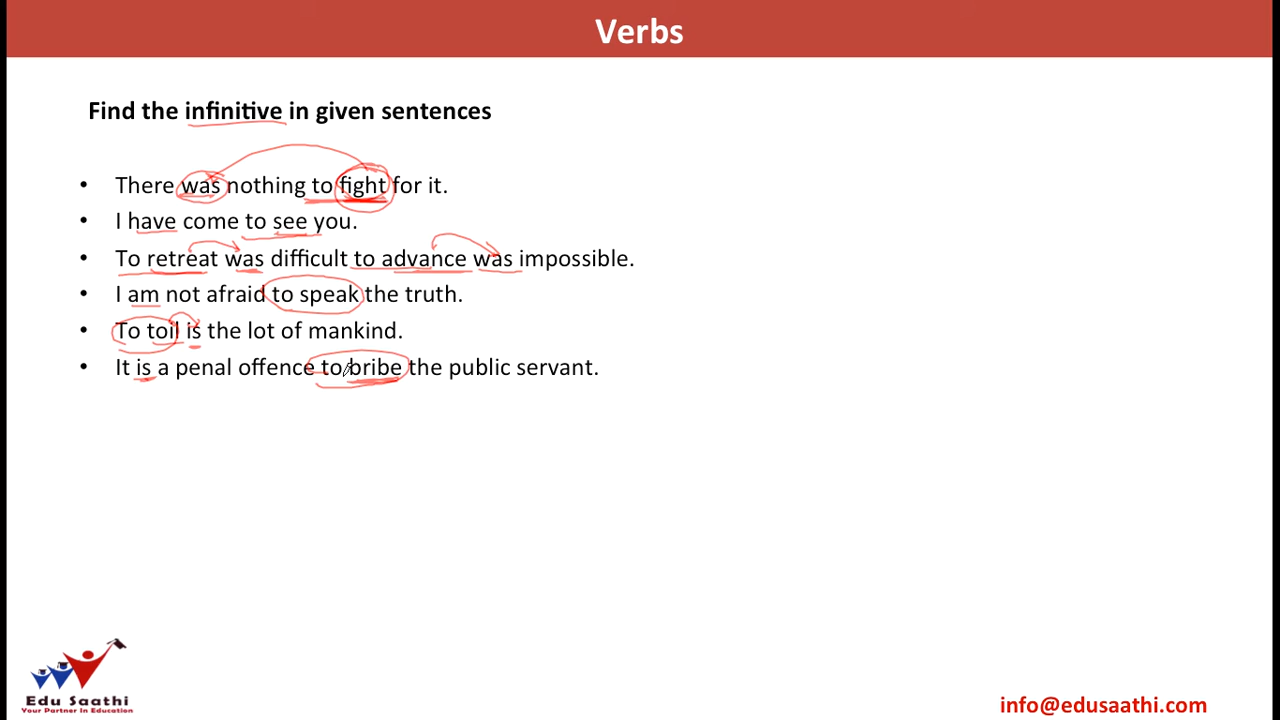 Verbs
Find the infinitive in given sentences
• There was nothing to fight for it.
• I have come to see you.
• To retreat was difficult to advance was impossible.
• I am not afraid to speak the truth.
• To toil is the lot of mankind.
• It is a penal offence to bribe the public servant.
Edu Saathi
Your Partner In Education
info@edusaathi.com